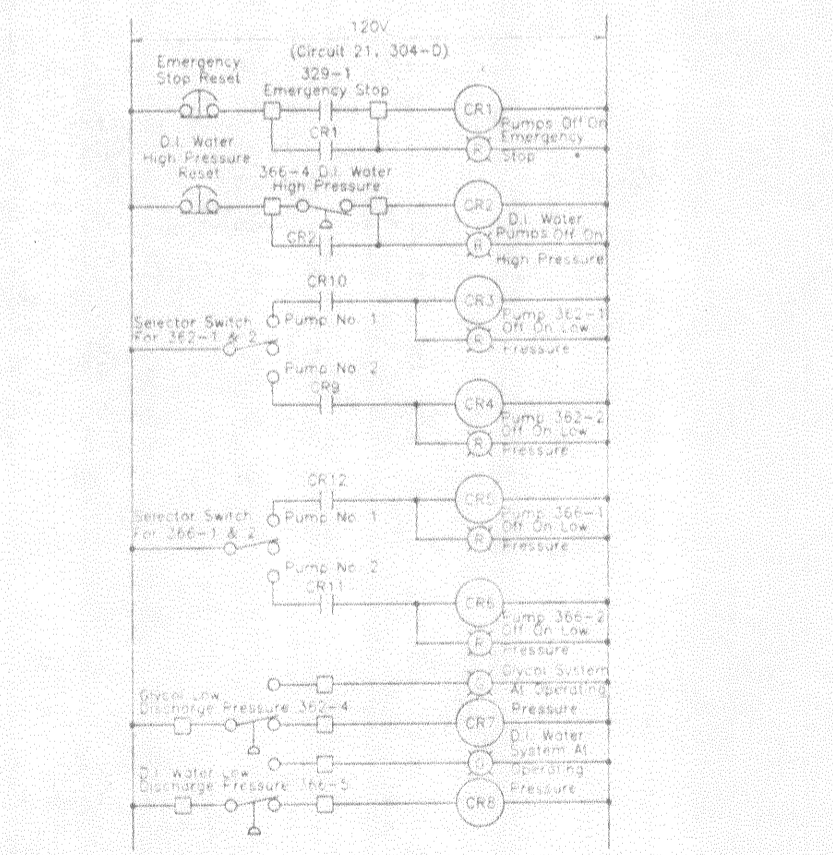 120V
(Circuit 21, 304-D)
Emergency
Stop Reset
329-1
Emergency Stop
CR1
CR1
Pumps Off On
Emergency
Stop
R
D.I. Water
High Pressure
Reset
366-4 D.I. Water
High Pressure
CR2
CR2
D.I. Water
Pumps Off On
High Pressure
R
CR10
CR3
Selector Switch
For 362-1 & 2
Pump No. 1
Pump 362-1
Off On Low
Pressure
R
Pump No. 2
CR9
CR4
Pump 362-2
Off On Low
Pressure
R
CR12
CR5
Selector Switch
For 366-1 & 2
Pump No. 1
Pump 366-1
Off On Low
Pressure
R
Pump No. 2
CR11
CR6
Pump 366-2
Off On Low
Pressure
R
Glycol System
At Operating
Pressure
Glycol Low
Discharge Pressure 362-4
CR7
D.I. Water
System At
Operating
Pressure
G
D.I. Water Low
Discharge Pressure 366-5
CR8